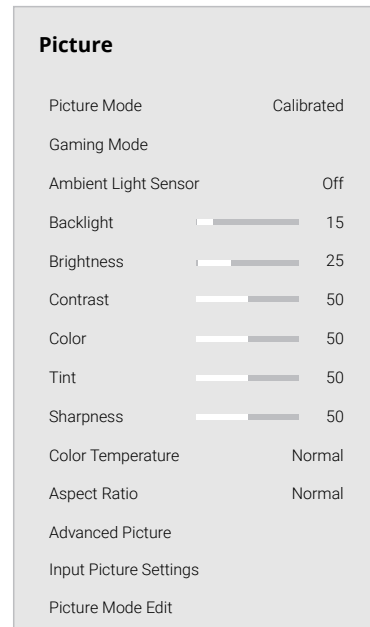 Picture
Picture Mode Calibrated
Gaming Mode
Ambient Light Sensor Off
Backlight 15
Brightness 25
Contrast 50
Color 50
Tint 50
Sharpness 50
Color Temperature Normal
Aspect Ratio Normal
Advanced Picture
Input Picture Settings
Picture Mode Edit